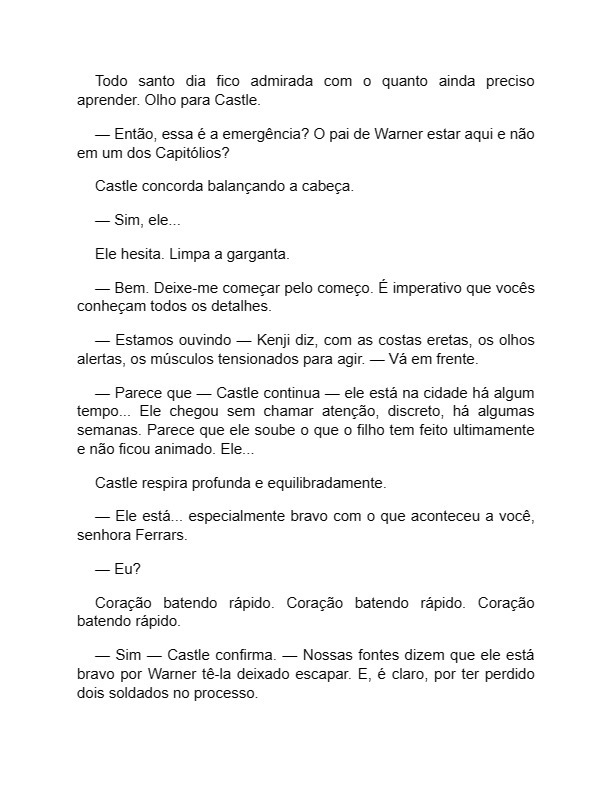 Todo santo dia fico admirada com o quanto ainda preciso
aprender. Olho para Castle.
— Então, essa é a emergência? O pai de Warner estar aqui e não
em um dos Capitólios?
Castle concorda balançando a cabeça.
— Sim, ele...
Ele hesita. Limpa a garganta.
— Bem. Deixe-me começar pelo começo. É imperativo que vocês
conheçam todos os detalhes.
— Estamos ouvindo — Kenji diz, com as costas eretas, os olhos
alertas, os músculos tensionados para agir. — Vá em frente.
— Parece que — Castle continua — ele está na cidade há algum
tempo... Ele chegou sem chamar atenção, discreto, há algumas
semanas. Parece que ele soube o que o filho tem feito ultimamente
e não ficou animado. Ele...
Castle respira profunda e equilibradamente.
— Ele está... especialmente bravo com o que aconteceu a você,
senhora Ferrars.
— Eu?
Coração batendo rápido. Coração batendo rápido. Coração
batendo rápido.
— Sim — Castle confirma. — Nossas fontes dizem que ele está
bravo por Warner tê-la deixado escapar. E, é claro, por ter perdido
dois soldados no processo.